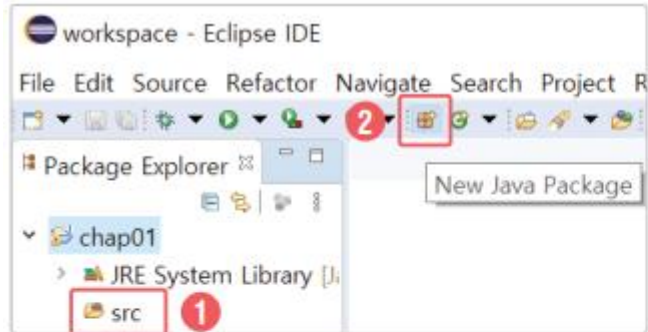 workspace - Eclipse IDE
File Edit Source Refactor Navigate Search Project R
2
Package Explorer
New Java Package
chap01
JRE System Library [J
src 1